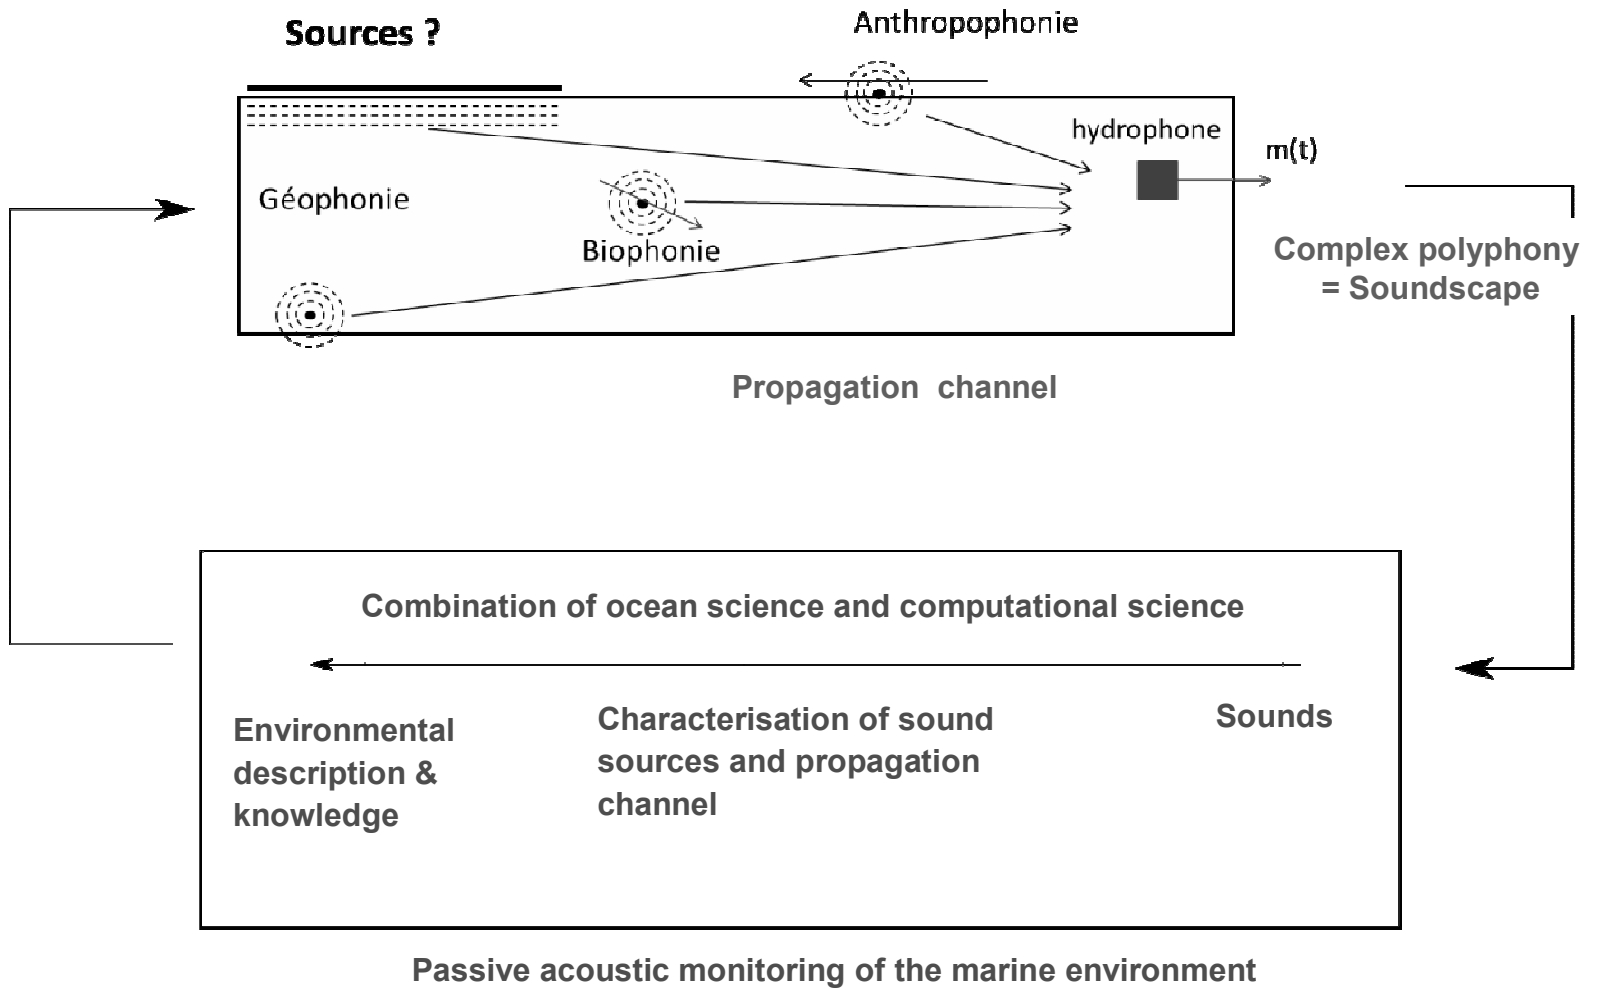 Sources ?
Anthropophonie
hydrophone
m(t)
Géophonie
Biophonie
Complex polyphony
= Soundscape
Propagation channel
Combination of ocean science and computational science
Environmental
description &
knowledge
Characterisation of sound
sources and propagation
channel
Sounds
Passive acoustic monitoring of the marine environment